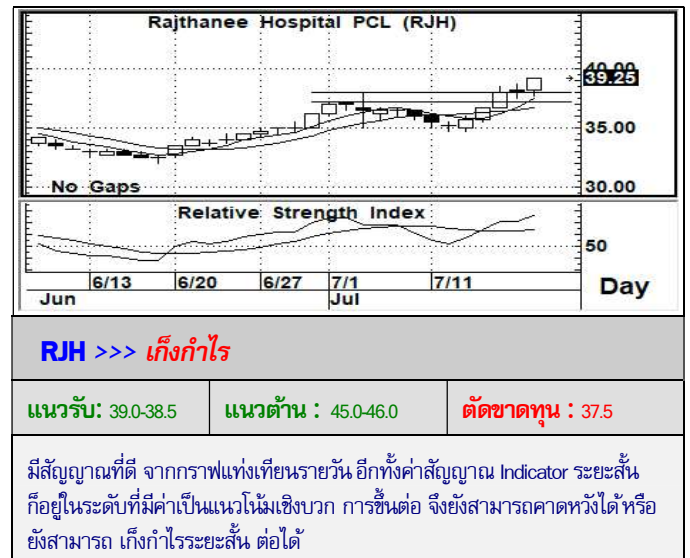 Rajthanee Hospital PCL (RJH)
40.00
39.25
35.00
30.00
No Gaps
Relative Strength Index
50
6/13 6/20 6/27 7/1 7/11
Jun Jul
Day
RJH >>> เก็งกำไร
แนวรับ: 39.0-38.5 แนวต้าน : 45.0-46.0 ตัดขาดทุน : 37.5
มีสัญญาณที่ดี จากกราฟแท่งเทียนรายวัน อีกทั้งค่าสัญญาณ Indicator ระยะสั้น
ก็อยู่ในระดับที่มีค่าเป็นแนวโน้มเชิงบวก การขึ้นต่อ จึงยังสามารถคาดหวังได้ หรือ
ยังสามารถ เก็งกำไรระยะสั้น ต่อได้